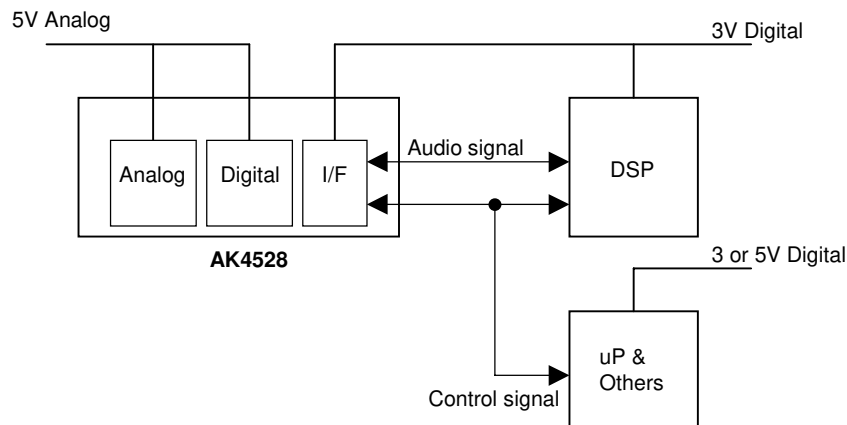 5V Analog
3V Digital
Analog
Digital
I/F
Audio signal
DSP
AK4528
3 or 5V Digital
uP &
Others
Control signal